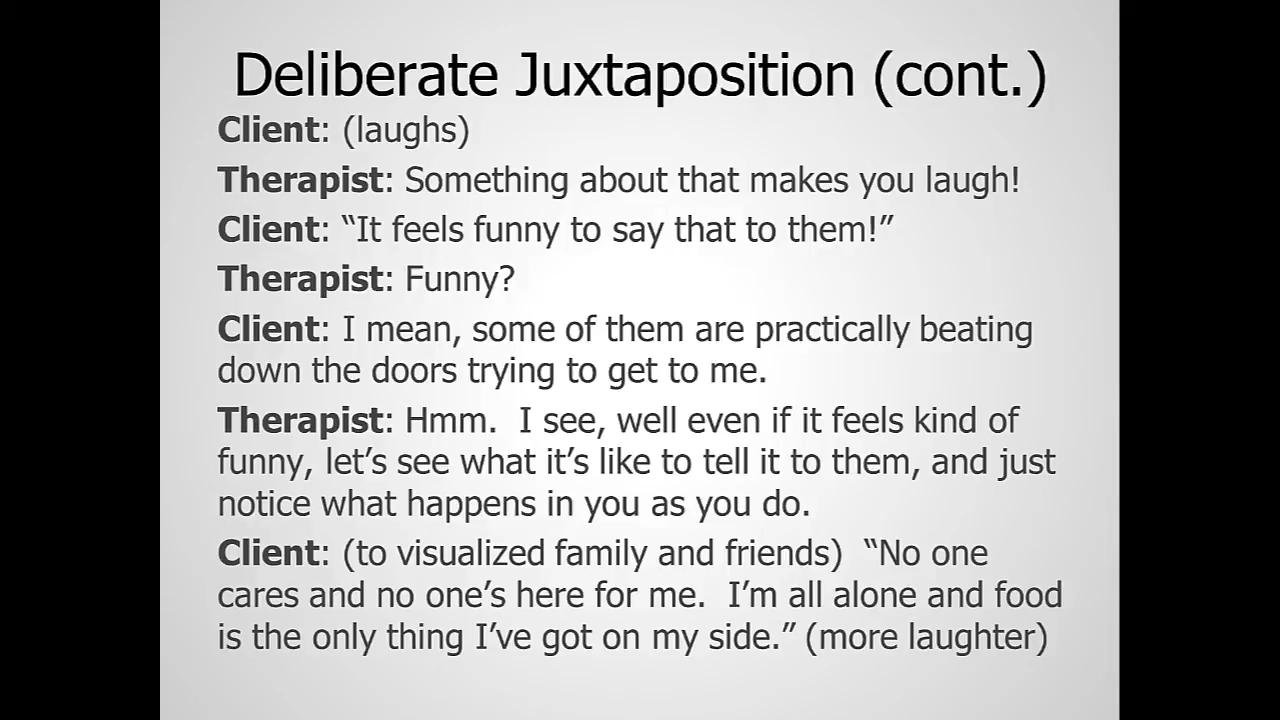 Deliberate Juxtaposition (cont.)
Client: (laughs)
Therapist: Something about that makes you laugh!
Client: “It feels funny to say that to them!”
Therapist: Funny?
Client: I mean, some of them are practically beating
down the doors trying to get to me.
Therapist: Hmm.  I see, well even if it feels kind of
funny, let’s see what it’s like to tell it to them, and just
notice what happens in you as you do.
Client: (to visualized family and friends)  “No one
cares and no one’s here for me.  I’m all alone and food
is the only thing I’ve got on my side.” (more laughter)